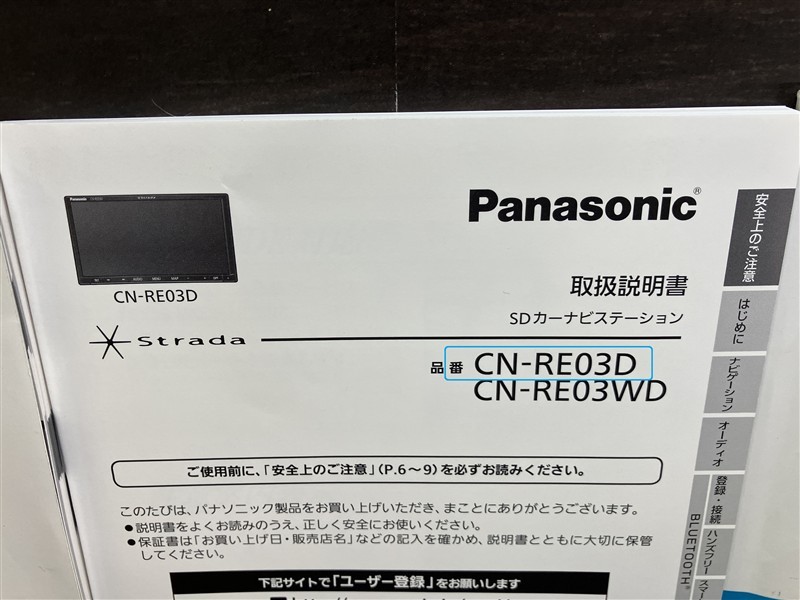 Panasonic®
CN-RE03D
取扱説明書
SDカーナビステーション
Strada
品番 CN-RE03D
CN-RE03WD
ご使用前に、「安全上のご注意」(P.6~9)を必ずお読みください。
このたびは、パナソニック製品をお買い上げいただき、まことにありがとうございます。
●説明書をよくお読みのうえ、正しく安全にお使いください。
●保証書は「お買い上げ日・販売店名」などの記入を確かめ、説明書とともに大切に保管
してください。
下記サイトで「ユーザー登録」をお願いします
安全上のご注意
はじめに
ナビゲーション
オーディオ
登録・接続
BLUETOOTH®
ハンズフリー